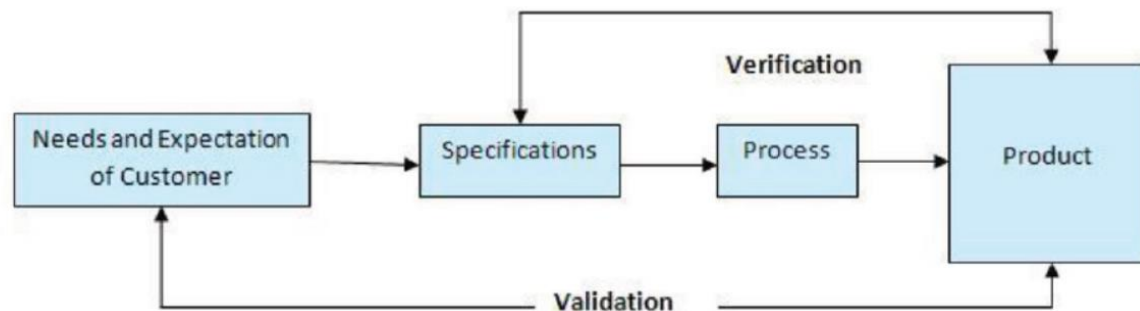 Verification
Needs and Expectation
of Customer
Specifications
Process
Product
Validation